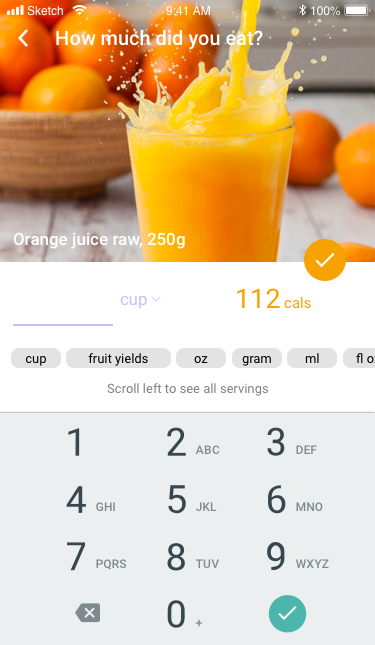 Sketch 9:41 AM 100%
How much did you eat?
Orange juice raw, 250g
cup 112 cals
cup fruit yields oz gram ml fl oz
Scroll left to see all servings
1 2 ABC 3 DEF
4 GHI 5 JKL 6 MNO
7 PQRS 8 TUV 9 WXYZ
0 +